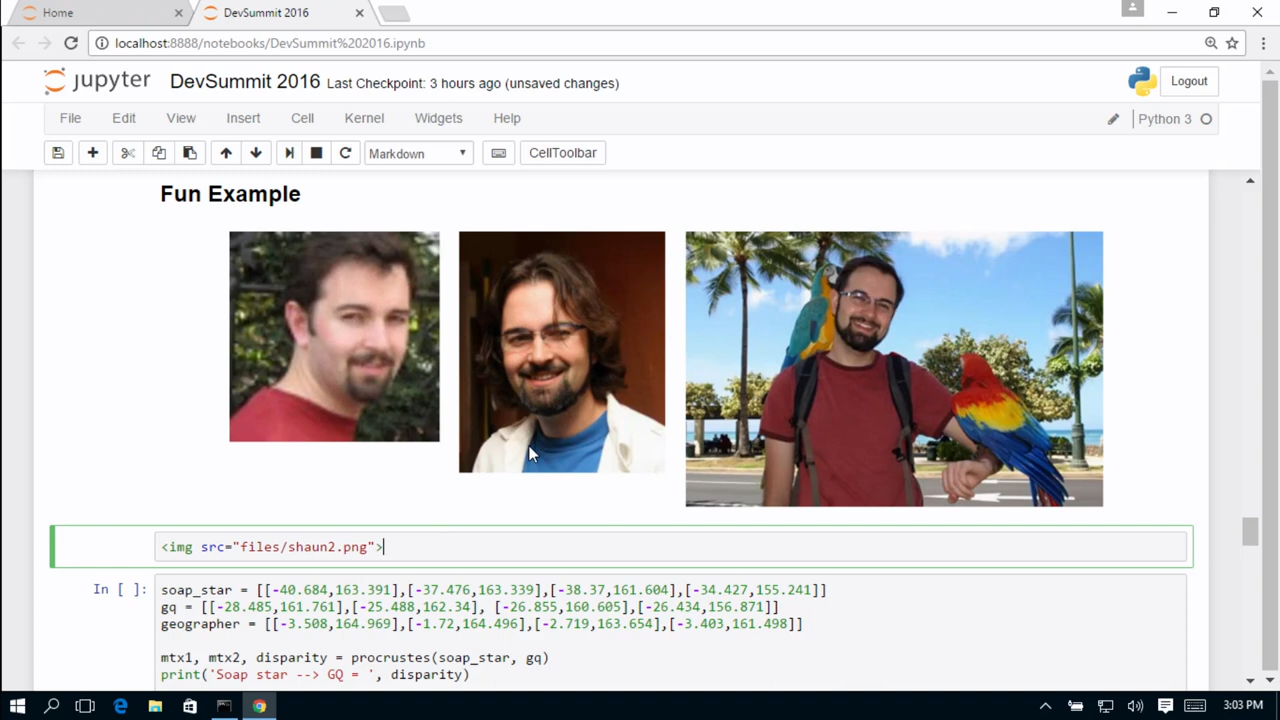 Home
DevSummit 2016
localhost:8888/notebooks/DevSummit%202016.ipynb
jupyter DevSummit 2016 Last Checkpoint: 3 hours ago (unsaved changes)
Logout
File Edit View Insert Cell Kernel Widgets Help
Python 3
Markdown
CellToolbar
Fun Example
<img src="files/shaun2.png">
In [ ]:
soap_star = [[-40.684,163.391],[-37.476,163.339],[-38.37,161.604],[-34.427,155.241]]
gq = [[-28.485,161.761],[-25.488,162.34], [-26.855,160.605],[-26.434,156.871]]
geographer = [[-3.508,164.969],[-1.72,164.496],[-2.719,163.654],[-3.403,161.498]]
mtx1, mtx2, disparity = procrustes(soap_star, gq)
print('Soap star --> GQ = ', disparity)
3:03 PM